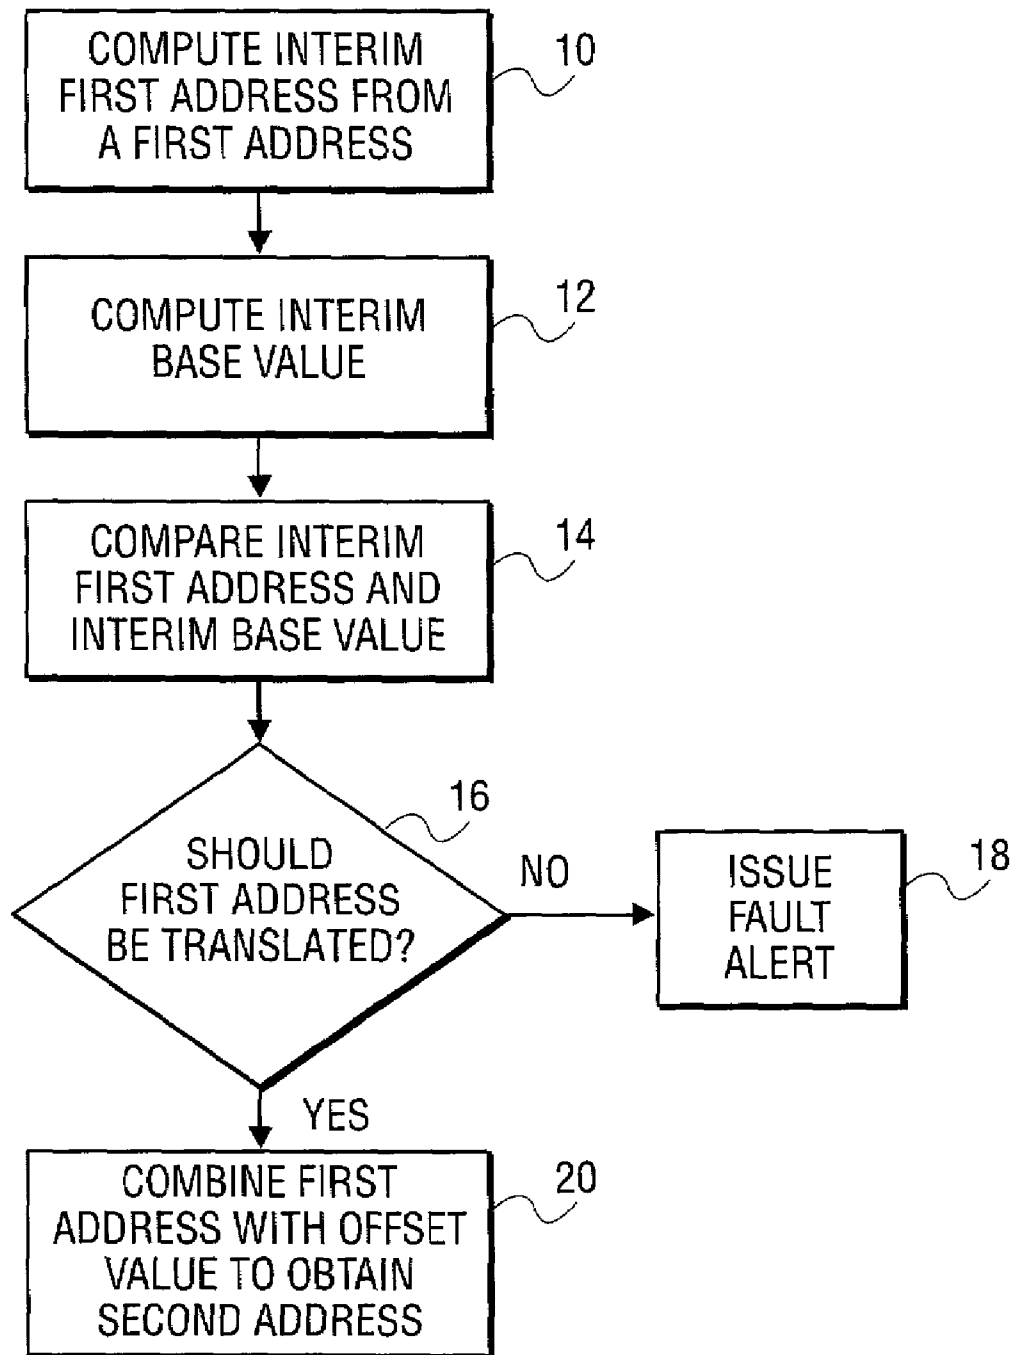 COMPUTE INTERIM
FIRST ADDRESS FROM
A FIRST ADDRESS
10
COMPUTE INTERIM
BASE VALUE
12
COMPARE INTERIM
FIRST ADDRESS AND
INTERIM BASE VALUE
14
SHOULD
FIRST ADDRESS
BE TRANSLATED?
16
NO
ISSUE
FAULT
ALERT
18
YES
COMBINE FIRST
ADDRESS WITH OFFSET
VALUE TO OBTAIN
SECOND ADDRESS
20